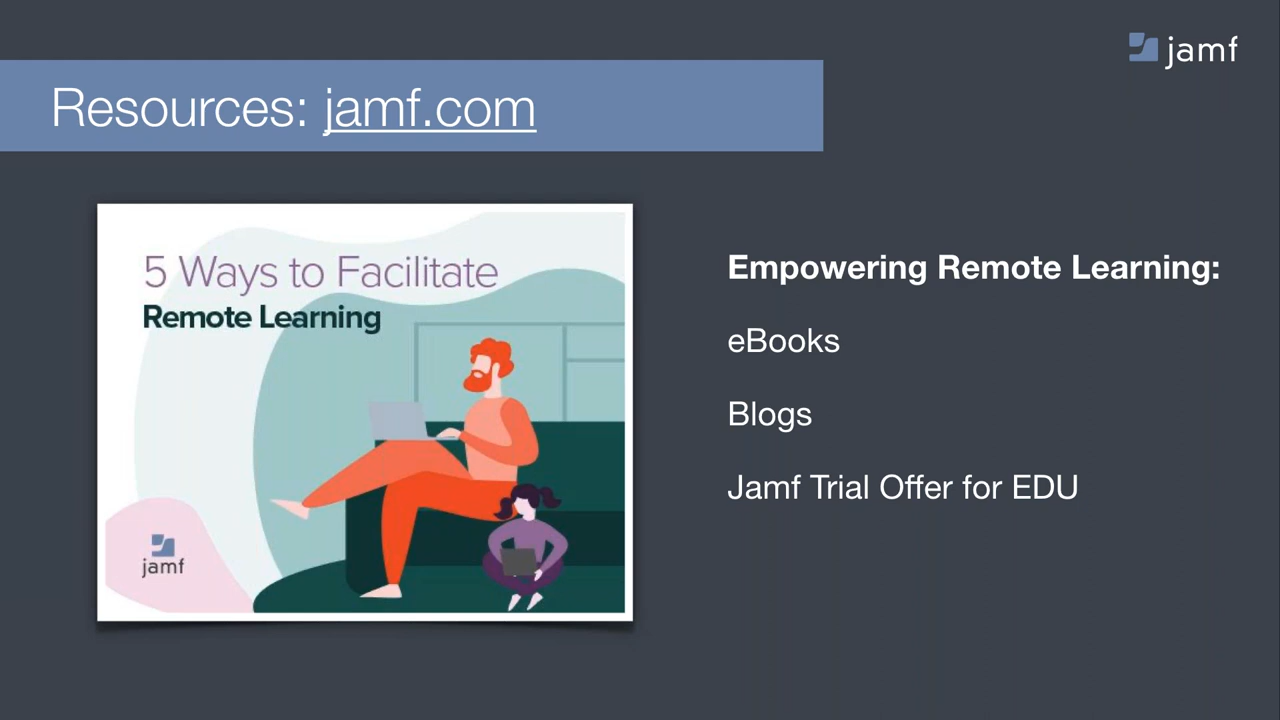 jamf
Resources: jamf.com
5 Ways to Facilitate
Remote Learning
jamf
Empowering Remote Learning:
eBooks
Blogs
Jamf Trial Offer for EDU